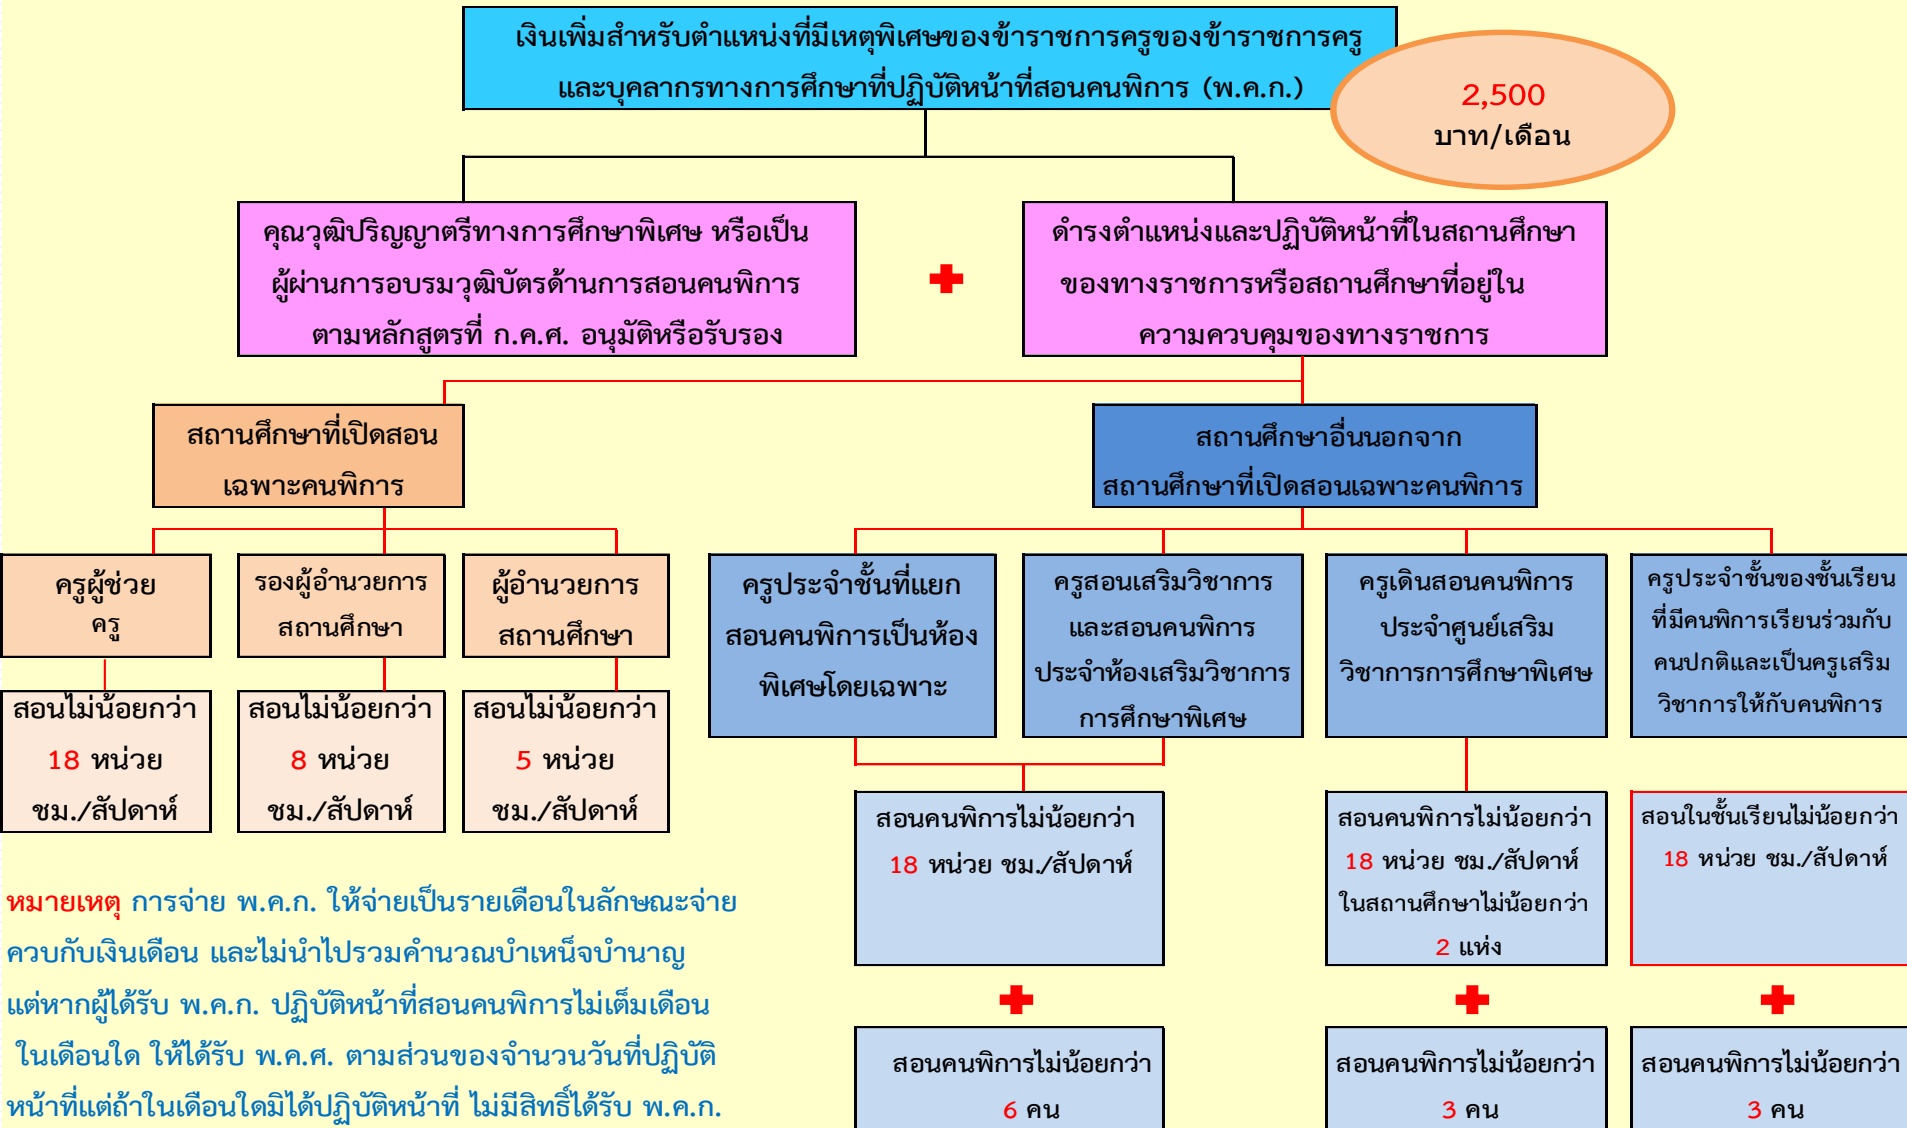 เงินเพิ่มสำหรับตำแหน่งที่มีเหตุพิเศษของข้าราชการครูของข้าราชการครู
และบุคลากรทางการศึกษาที่ปฏิบัติหน้าที่สอนคนพิการ (พ.ค.ก.)
2,500
บาท/เดือน
คุณวุฒิปริญญาตรีทางการศึกษาพิเศษ หรือเป็น
ผู้ผ่านการอบรมวุฒิบัตรด้านการสอนคนพิการ
ตามหลักสูตรที่ ก.ค.ศ. อนุมัติหรือรับรอง
ดำรงตำแหน่งและปฏิบัติหน้าที่ในสถานศึกษา
ของทางราชการหรือสถานศึกษาที่อยู่ใน
ความควบคุมของทางราชการ
สถานศึกษาที่เปิดสอน
เฉพาะคนพิการ
สถานศึกษาอื่นนอกจาก
สถานศึกษาที่เปิดสอนเฉพาะคนพิการ
ครูผู้ช่วย
ครู
รองผู้อำนวยการ
สถานศึกษา
ผู้อำนวยการ
สถานศึกษา
ครูประจำชั้นที่แยก
สอนคนพิการเป็นห้อง
พิเศษโดยเฉพาะ
ครูสอนเสริมวิชาการ
และสอนคนพิการ
ประจำห้องเสริมวิชาการ
การศึกษาพิเศษ
ครูเดินสอนคนพิการ
ประจำศูนย์เสริม
วิชาการการศึกษาพิเศษ
ครูประจำชั้นของชั้นเรียน
ที่มีคนพิการเรียนร่วมกับ
คนปกติและเป็นครูเสริม
วิชาการให้กับคนพิการ
สอนไม่น้อยกว่า
18 หน่วย
ชม./สัปดาห์
สอนไม่น้อยกว่า
8 หน่วย
ชม./สัปดาห์
สอนไม่น้อยกว่า
5 หน่วย
ชม./สัปดาห์
สอนคนพิการไม่น้อยกว่า
18 หน่วย ชม./สัปดาห์
สอนคนพิการไม่น้อยกว่า
18 หน่วย ชม./สัปดาห์
ในสถานศึกษาไม่น้อยกว่า
2 แห่ง
สอนในชั้นเรียนไม่น้อยกว่า
18 หน่วย ชม./สัปดาห์
สอนคนพิการไม่น้อยกว่า
6 คน
สอนคนพิการไม่น้อยกว่า
3 คน
สอนคนพิการไม่น้อยกว่า
3 คน
หมายเหตุ การจ่าย พ.ค.ก. ให้จ่ายเป็นรายเดือนในลักษณะจ่าย
ควบกับเงินเดือน และไม่นำไปรวมคำนวณบำเหน็จบำนาญ
แต่หากผู้ได้รับ พ.ค.ก. ปฏิบัติหน้าที่สอนคนพิการไม่เต็มเดือน
ในเดือนใด ให้ได้รับ พ.ค.ศ. ตามส่วนของจำนวนวันที่ปฏิบัติ
หน้าที่แต่ถ้าในเดือนใดมิได้ปฏิบัติหน้าที่ ไม่มีสิทธิ์ได้รับ พ.ค.ก.